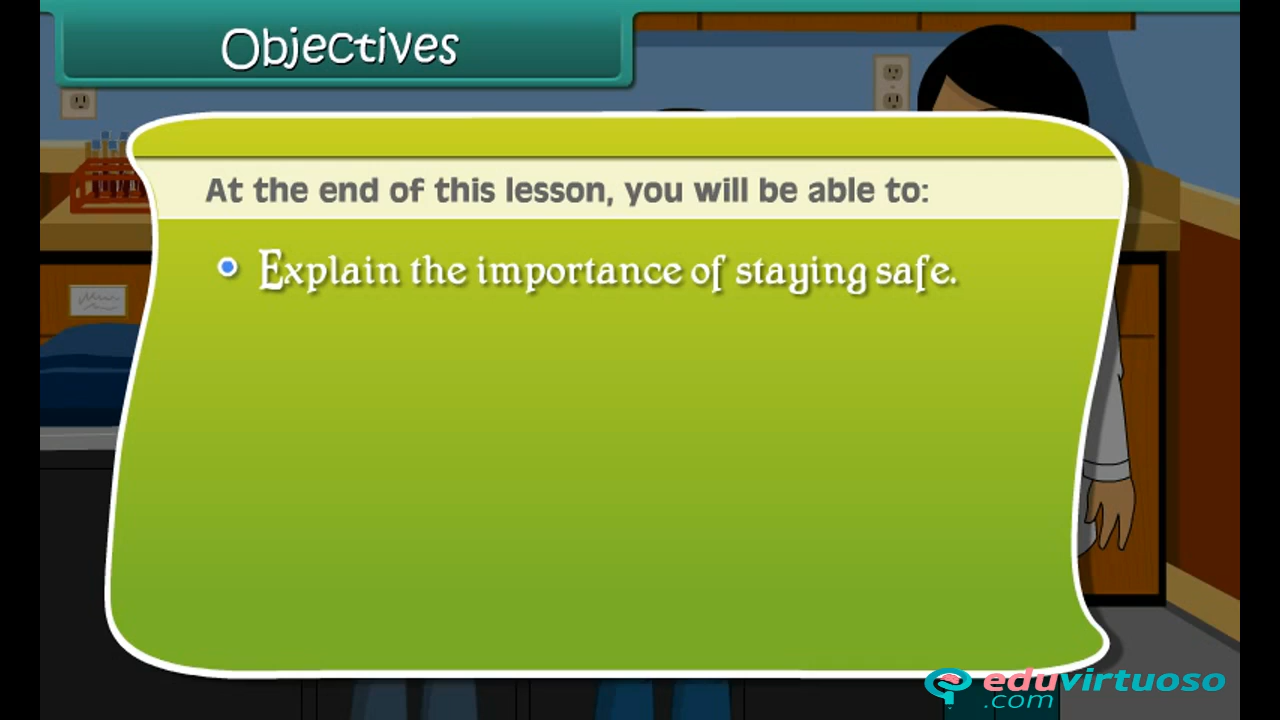 Objectives
At the end of this lesson, you will be able to:
Explain the importance of staying safe.
eduvirtuoso
.com